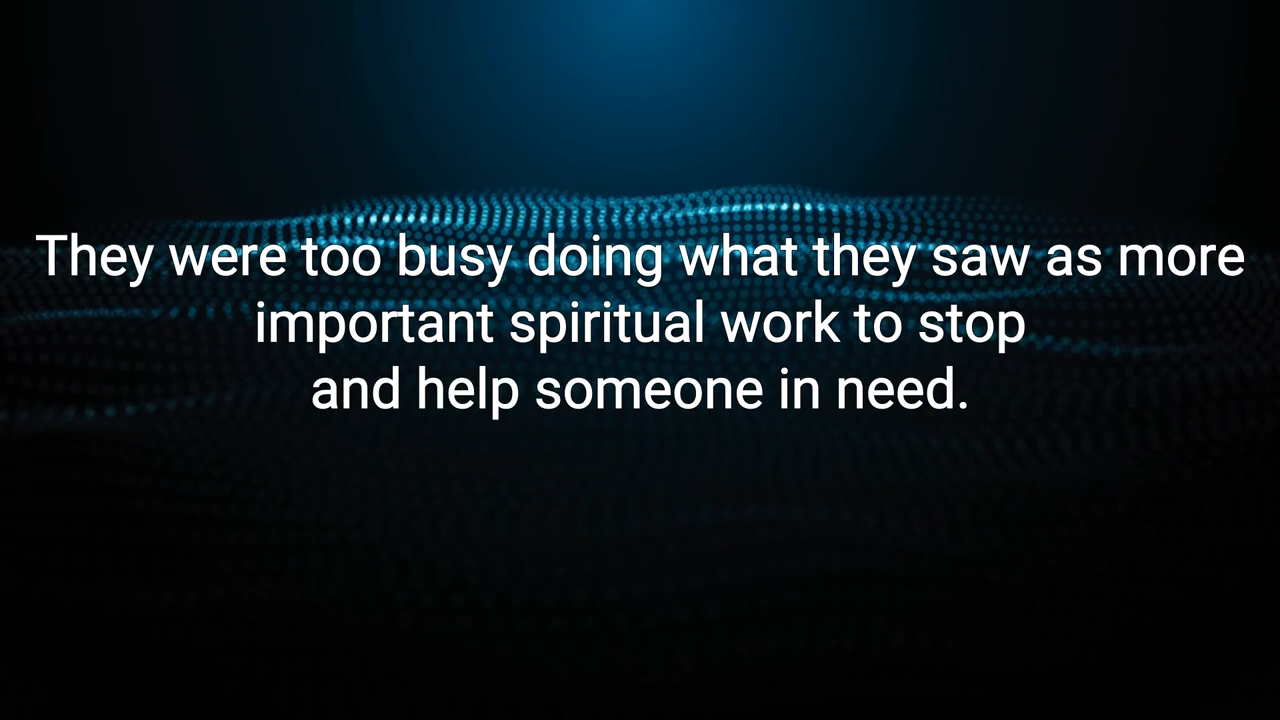 They were too busy doing what they saw as more
important spiritual work to stop
and help someone in need.